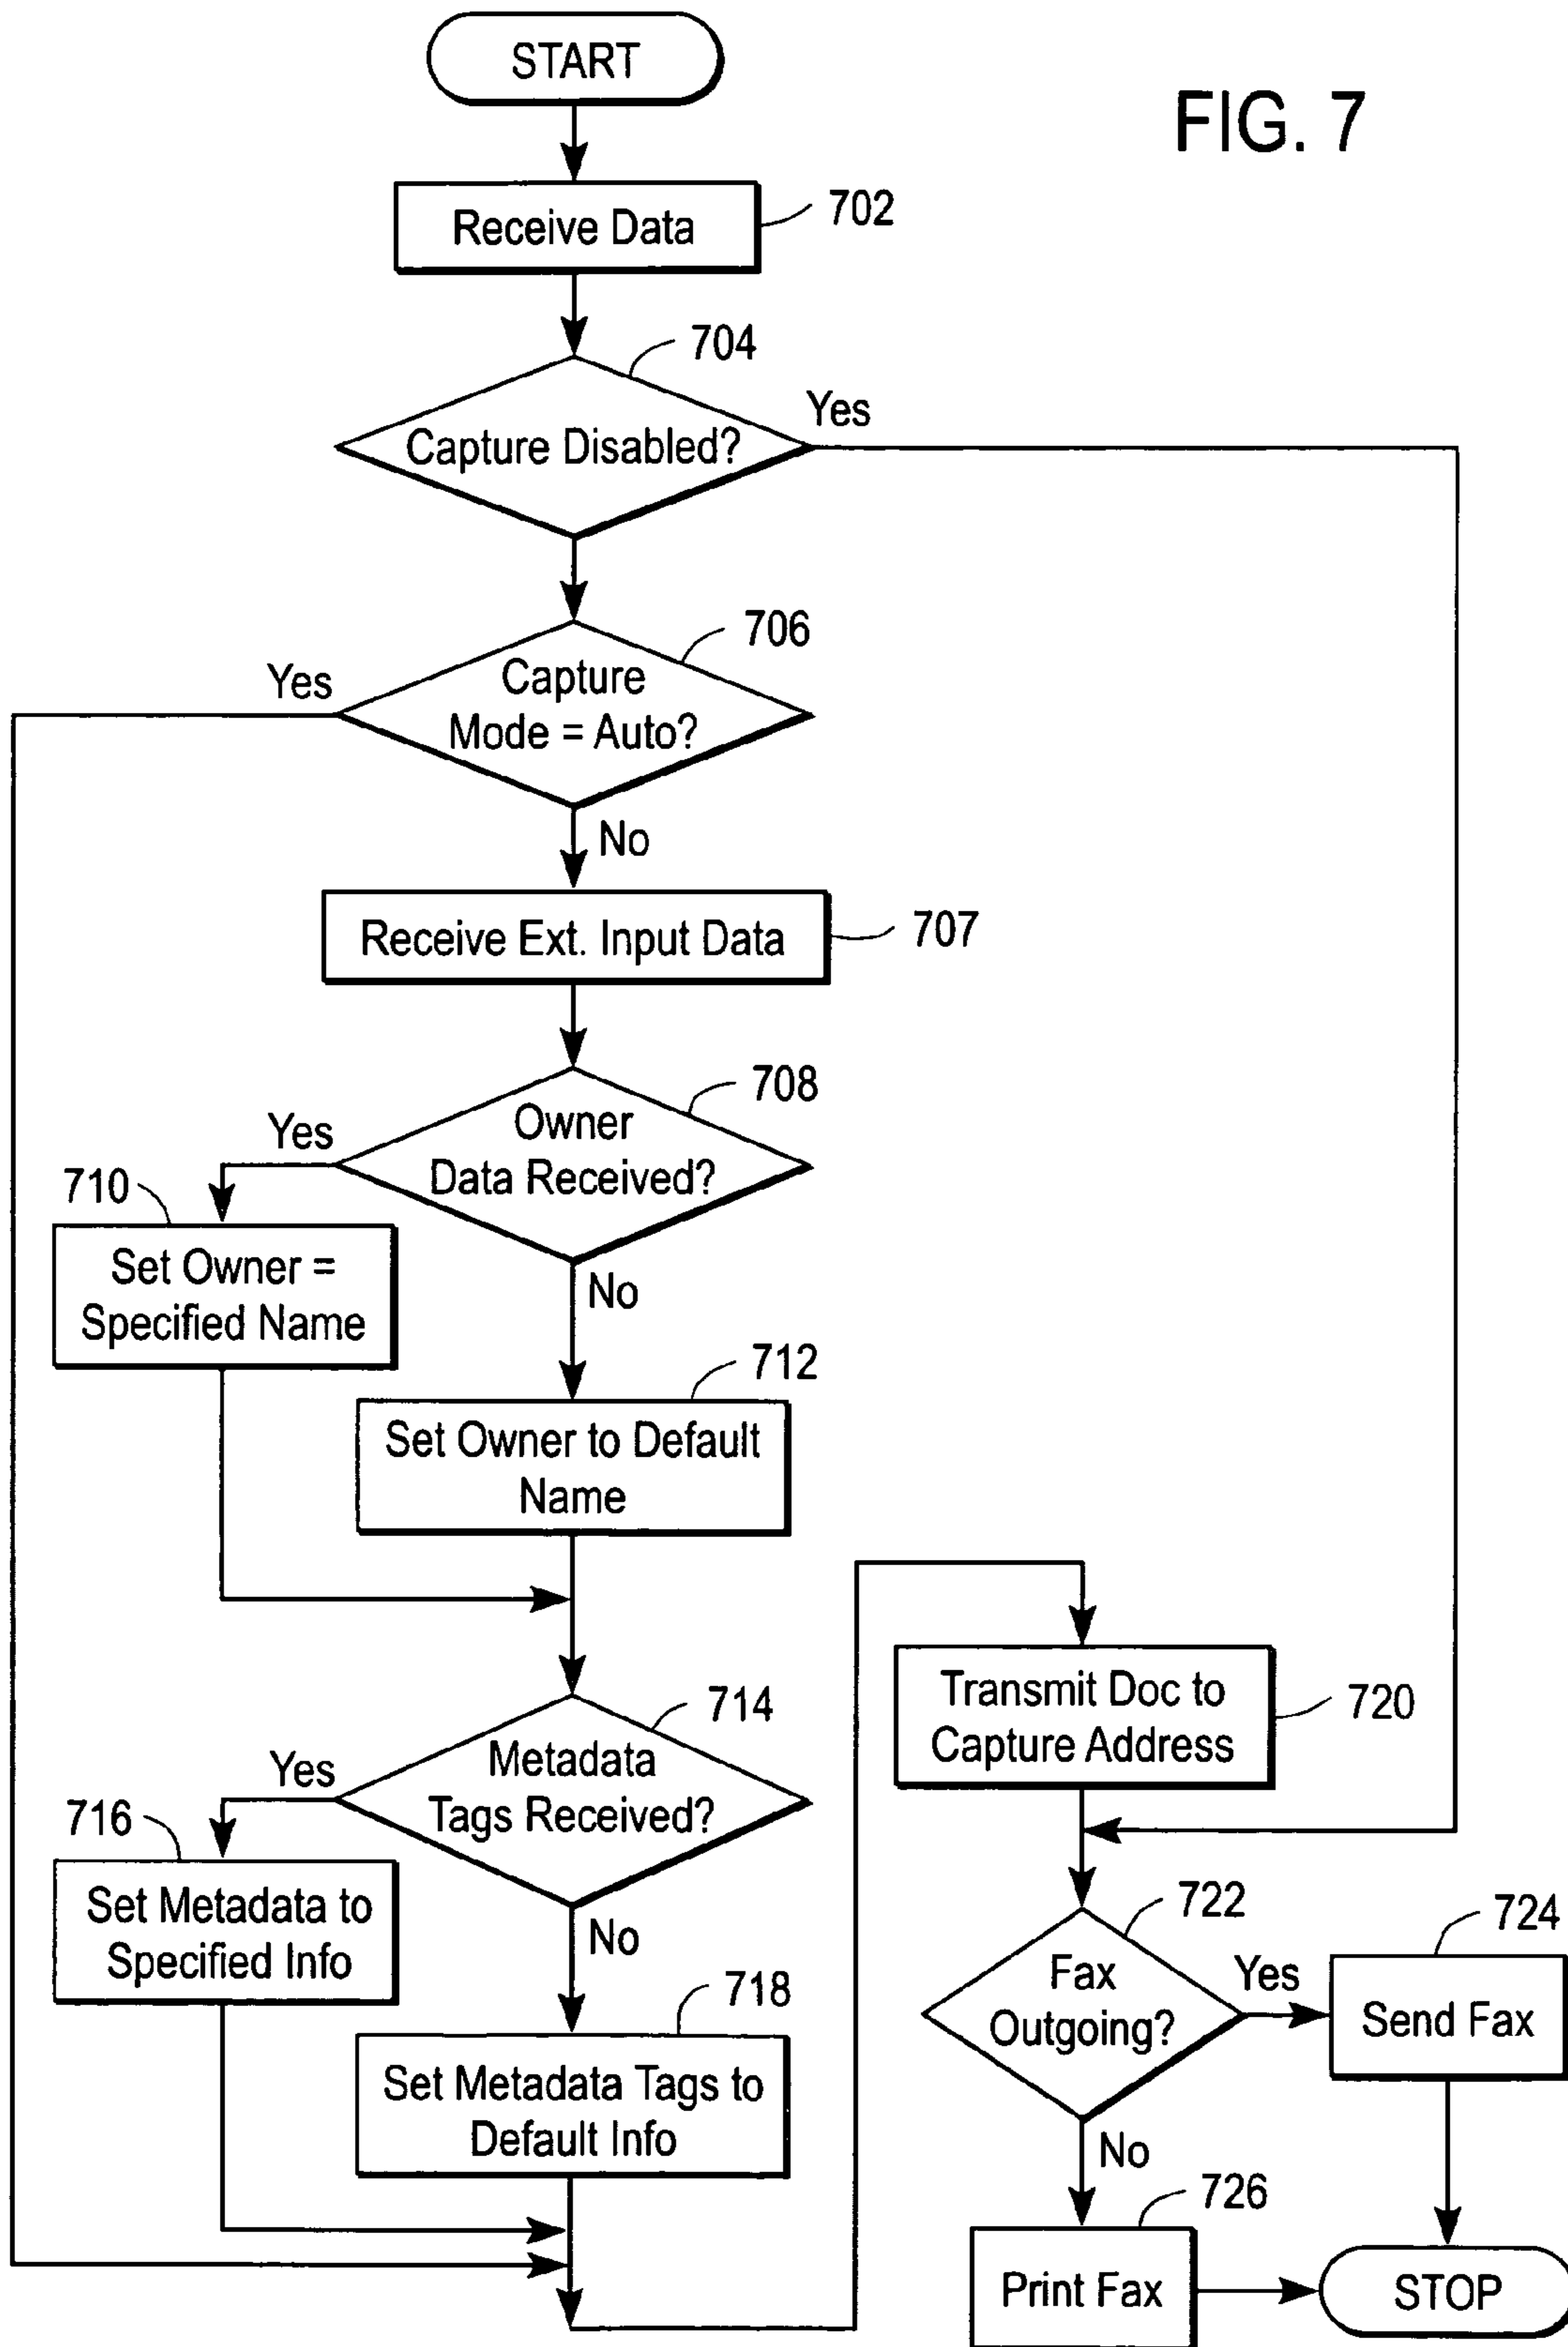 START
FIG. 7
Receive Data
702
704
Capture Disabled?
Yes
706
Capture
Mode = Auto?
Yes
No
Receive Ext. Input Data
707
708
Owner
Data Received?
Yes
710
Set Owner =
Specified Name
No
712
Set Owner to Default
Name
714
Metadata
Tags Received?
Yes
716
Set Metadata to
Specified Info
No
718
Set Metadata Tags to
Default Info
Transmit Doc to
Capture Address
720
722
Fax
Outgoing?
Yes
724
Send Fax
No
726
Print Fax
STOP